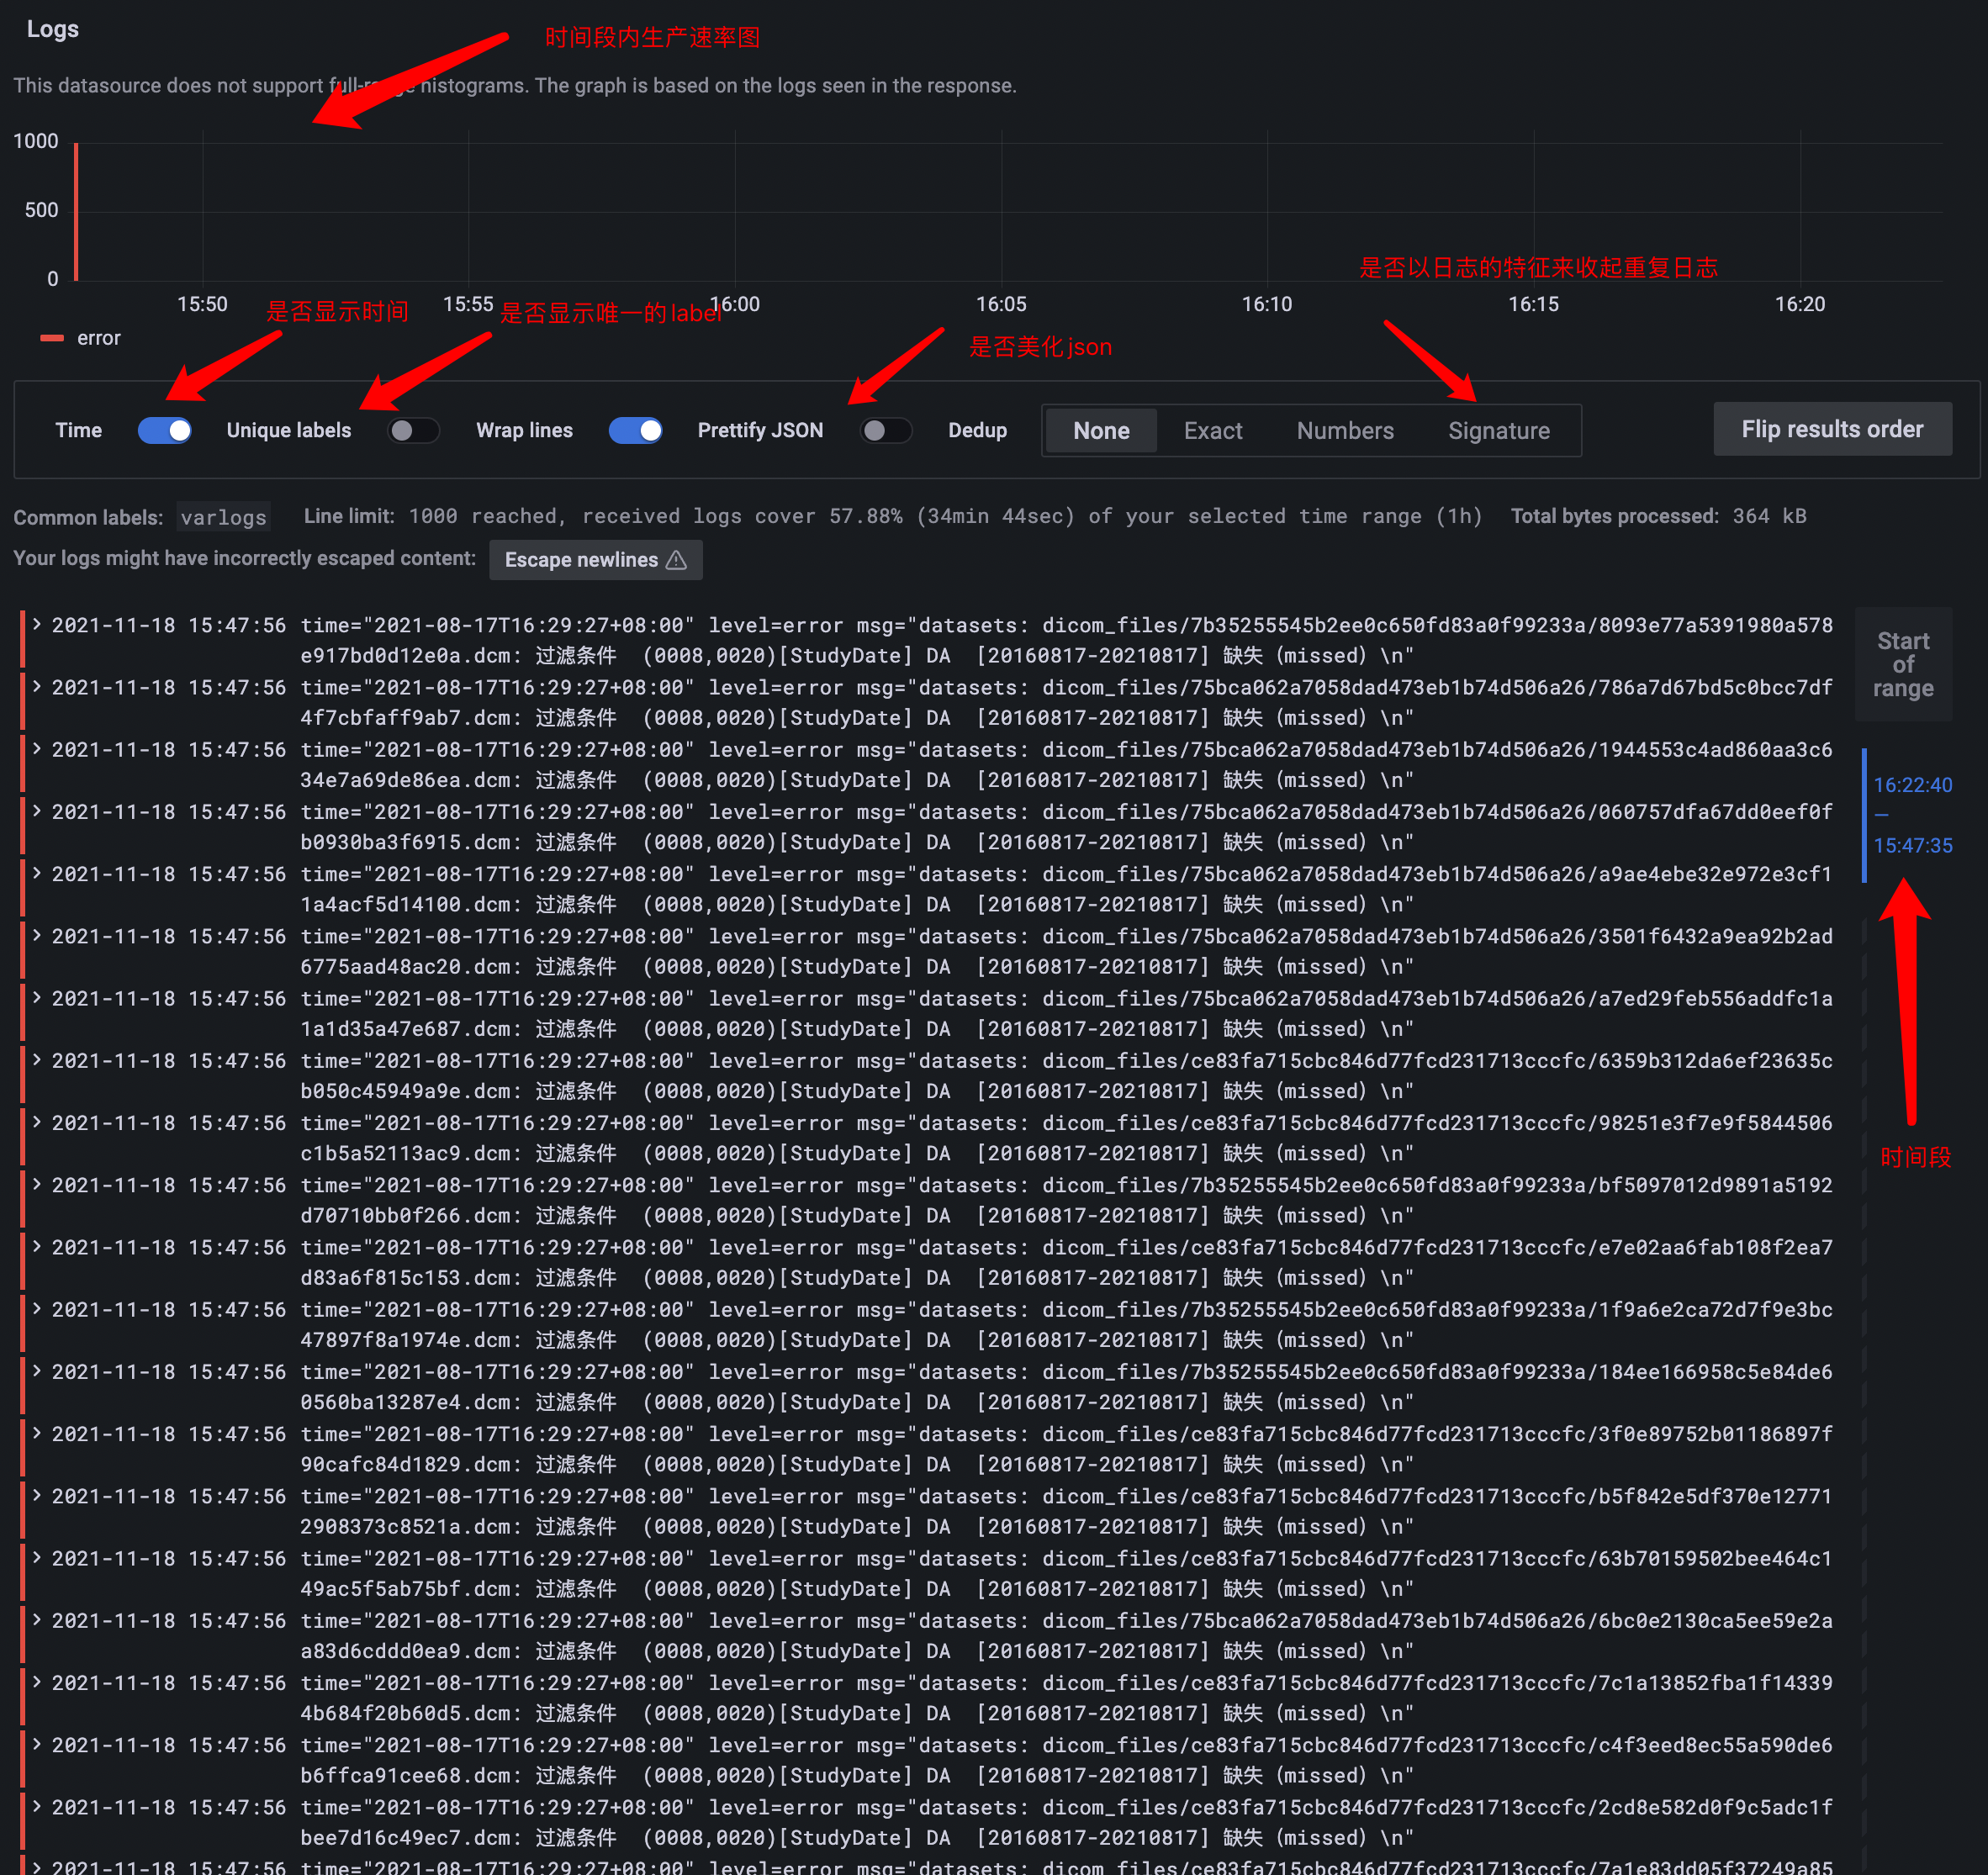 Logs
时间段内生产速率图
This datasource does not support full-range histograms. The graph is based on the logs seen in the response.
1000
500
0
是否以日志的特征来收起重复日志
15:50 15:55 16:00 16:05 16:10 16:15 16:20
是否显示时间 是否显示唯一的label
error
是否美化json
Time Unique labels Wrap lines Prettify JSON Dedup None Exact Numbers Signature Flip results order
Common labels: varlogs Line limit: 1000 reached, received logs cover 57.88% (34min 44sec) of your selected time range (1h) Total bytes processed: 364 kB
Your logs might have incorrectly escaped content: Escape newlines
2021-11-18 15:47:56 time="2021-08-17T16:29:27+08:00" level=error msg="datasets: dicom_files/7b35255545b2ee0c650fd83a0f99233a/8093e77a5391980a578
e917bd0d12e0a.dcm: 过滤条件 (0008,0020)[StudyDate] DA [20160817-20210817] 缺失 (missed) \n"
2021-11-18 15:47:56 time="2021-08-17T16:29:27+08:00" level=error msg="datasets: dicom_files/75bca062a7058dad473eb1b74d506a26/786a7d67bd5c0bcc7df
4f7cbfaff9ab7.dcm: 过滤条件 (0008,0020)[StudyDate] DA [20160817-20210817] 缺失 (missed) \n"
2021-11-18 15:47:56 time="2021-08-17T16:29:27+08:00" level=error msg="datasets: dicom_files/75bca062a7058dad473eb1b74d506a26/1944553c4ad860aa3c6
34e7a69de86ea.dcm: 过滤条件 (0008,0020)[StudyDate] DA [20160817-20210817] 缺失 (missed) \n"
2021-11-18 15:47:56 time="2021-08-17T16:29:27+08:00" level=error msg="datasets: dicom_files/75bca062a7058dad473eb1b74d506a26/060757dfa67dd0eef0f
b0930ba3f6915.dcm: 过滤条件 (0008,0020)[StudyDate] DA [20160817-20210817] 缺失 (missed) \n"
2021-11-18 15:47:56 time="2021-08-17T16:29:27+08:00" level=error msg="datasets: dicom_files/75bca062a7058dad473eb1b74d506a26/a9ae4ebe32e972e3cf1
1a4acf5d14100.dcm: 过滤条件 (0008,0020)[StudyDate] DA [20160817-20210817] 缺失 (missed) \n"
2021-11-18 15:47:56 time="2021-08-17T16:29:27+08:00" level=error msg="datasets: dicom_files/75bca062a7058dad473eb1b74d506a26/3501f6432a9ea92b2ad
6775aad48ac20.dcm: 过滤条件 (0008,0020)[StudyDate] DA [20160817-20210817] 缺失 (missed) \n"
2021-11-18 15:47:56 time="2021-08-17T16:29:27+08:00" level=error msg="datasets: dicom_files/75bca062a7058dad473eb1b74d506a26/a7ed29feb556addfc1a
1a1d35a47e687.dcm: 过滤条件 (0008,0020)[StudyDate] DA [20160817-20210817] 缺失 (missed) \n"
2021-11-18 15:47:56 time="2021-08-17T16:29:27+08:00" level=error msg="datasets: dicom_files/ce83fa715cbc846d77fcd231713cccfc/6359b312da6ef23635c
b050c45949a9e.dcm: 过滤条件 (0008,0020)[StudyDate] DA [20160817-20210817] 缺失 (missed) \n"
2021-11-18 15:47:56 time="2021-08-17T16:29:27+08:00" level=error msg="datasets: dicom_files/ce83fa715cbc846d77fcd231713cccfc/98251e3f7e9f5844506
c1b5a52113ac9.dcm: 过滤条件 (0008,0020)[StudyDate] DA [20160817-20210817] 缺失 (missed) \n"
2021-11-18 15:47:56 time="2021-08-17T16:29:27+08:00" level=error msg="datasets: dicom_files/7b35255545b2ee0c650fd83a0f99233a/bf5097012d9891a5192
d70710bb0f266.dcm: 过滤条件 (0008,0020)[StudyDate] DA [20160817-20210817] 缺失 (missed) \n"
2021-11-18 15:47:56 time="2021-08-17T16:29:27+08:00" level=error msg="datasets: dicom_files/ce83fa715cbc846d77fcd231713cccfc/e7e02aa6fab108f2ea7
d83a6f815c153.dcm: 过滤条件 (0008,0020)[StudyDate] DA [20160817-20210817] 缺失 (missed) \n"
2021-11-18 15:47:56 time="2021-08-17T16:29:27+08:00" level=error msg="datasets: dicom_files/7b35255545b2ee0c650fd83a0f99233a/1f9a6e2ca72d7f9e3bc
47897f8a1974e.dcm: 过滤条件 (0008,0020)[StudyDate] DA [20160817-20210817] 缺失 (missed) \n"
2021-11-18 15:47:56 time="2021-08-17T16:29:27+08:00" level=error msg="datasets: dicom_files/7b35255545b2ee0c650fd83a0f99233a/184ee166958c5e84de6
0560ba13287e4.dcm: 过滤条件 (0008,0020)[StudyDate] DA [20160817-20210817] 缺失 (missed) \n"
2021-11-18 15:47:56 time="2021-08-17T16:29:27+08:00" level=error msg="datasets: dicom_files/ce83fa715cbc846d77fcd231713cccfc/3f0e89752b01186897f
90cafc84d1829.dcm: 过滤条件 (0008,0020)[StudyDate] DA [20160817-20210817] 缺失 (missed) \n"
2021-11-18 15:47:56 time="2021-08-17T16:29:27+08:00" level=error msg="datasets: dicom_files/ce83fa715cbc846d77fcd231713cccfc/b5f842e5df370e12771
2908373c8521a.dcm: 过滤条件 (0008,0020)[StudyDate] DA [20160817-20210817] 缺失 (missed) \n"
2021-11-18 15:47:56 time="2021-08-17T16:29:27+08:00" level=error msg="datasets: dicom_files/ce83fa715cbc846d77fcd231713cccfc/63b70159502bee464c1
49ac5f5ab75bf.dcm: 过滤条件 (0008,0020)[StudyDate] DA [20160817-20210817] 缺失 (missed) \n"
2021-11-18 15:47:56 time="2021-08-17T16:29:27+08:00" level=error msg="datasets: dicom_files/75bca062a7058dad473eb1b74d506a26/6bc0e2130ca5ee59e2a
a83d6cddd0ea9.dcm: 过滤条件 (0008,0020)[StudyDate] DA [20160817-20210817] 缺失 (missed) \n"
2021-11-18 15:47:56 time="2021-08-17T16:29:27+08:00" level=error msg="datasets: dicom_files/ce83fa715cbc846d77fcd231713cccfc/7c1a13852fba1f14339
4b684f20b60d5.dcm: 过滤条件 (0008,0020)[StudyDate] DA [20160817-20210817] 缺失 (missed) \n"
2021-11-18 15:47:56 time="2021-08-17T16:29:27+08:00" level=error msg="datasets: dicom_files/ce83fa715cbc846d77fcd231713cccfc/c4f3eed8ec55a590de6
b6ffca91cee68.dcm: 过滤条件 (0008,0020)[StudyDate] DA [20160817-20210817] 缺失 (missed) \n"
2021-11-18 15:47:56 time="2021-08-17T16:29:27+08:00" level=error msg="datasets: dicom_files/ce83fa715cbc846d77fcd231713cccfc/2cd8e582d0f9c5adc1f
bee7d16c49ec7.dcm: 过滤条件 (0008,0020)[StudyDate] DA [20160817-20210817] 缺失 (missed) \n"
2021-11-18 15:47:56 time="2021-08-17T16:29:27+08:00" level=error msg="datasets: dicom_files/ce83fa715cbc846d77fcd231713cccfc/7a1e83dd05f37249a85
Start
of
range
16:22:40
—
15:47:35
时间段